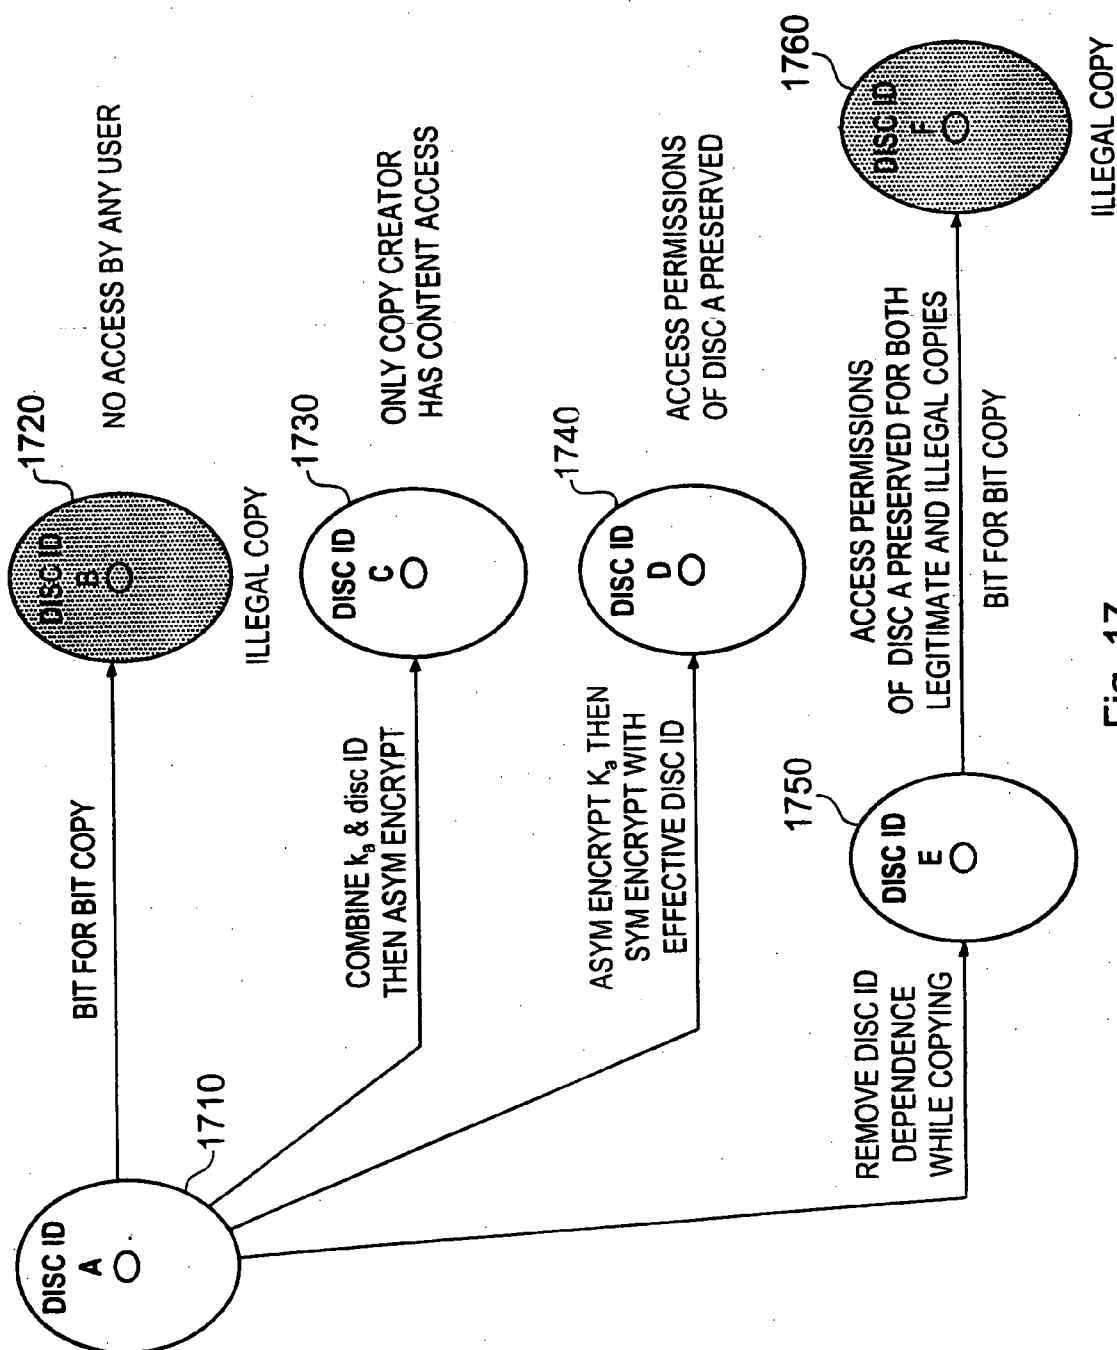 DISC ID
A
1710
BIT FOR BIT COPY
DISC ID
B
1720
ILLEGAL COPY
NO ACCESS BY ANY USER
COMBINE ka & disc ID
THEN ASYM ENCRYPT
DISC ID
C
1730
ONLY COPY CREATOR
HAS CONTENT ACCESS
ASYM ENCRYPT Ka THEN
SYM ENCRYPT WITH
EFFECTIVE DISC ID
DISC ID
D
1740
ACCESS PERMISSIONS
OF DISC A PRESERVED
REMOVE DISC ID
DEPENDENCE
WHILE COPYING
DISC ID
E
1750
ACCESS PERMISSIONS
OF DISC A PRESERVED FOR BOTH
LEGITIMATE AND ILLEGAL COPIES
BIT FOR BIT COPY
DISC ID
F
1760
ILLEGAL COPY
Fig. 17